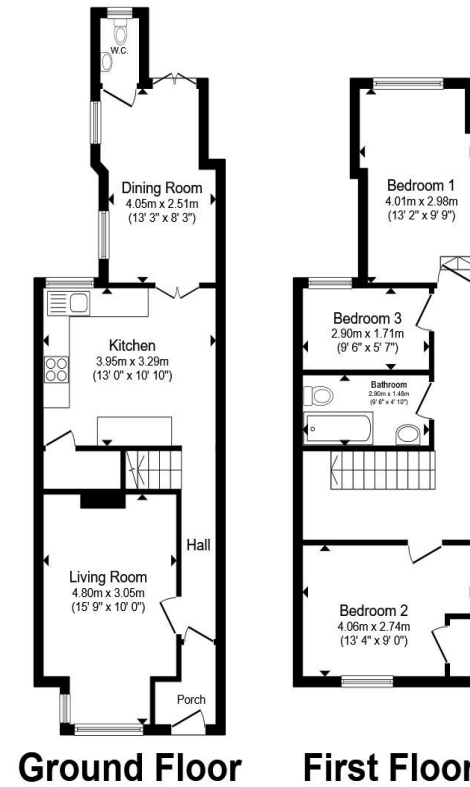 W.C.
Dining Room
4.05m x 2.51m
(13' 3" x 8' 3")
Kitchen
3.95m x 3.29m
(13' 0" x 10' 10")
Hall
Living Room
4.80m x 3.05m
(15' 9" x 10' 0")
Porch
Ground Floor
Bedroom 1
4.01m x 2.98m
(13' 2" x 9' 9")
Bedroom 3
2.90m x 1.71m
(9' 6" x 5' 7")
Bathroom
2.90m x 1.48m
(9' 6" x 4' 10")
Bedroom 2
4.06m x 2.74m
(13' 4" x 9' 0")
First Floor